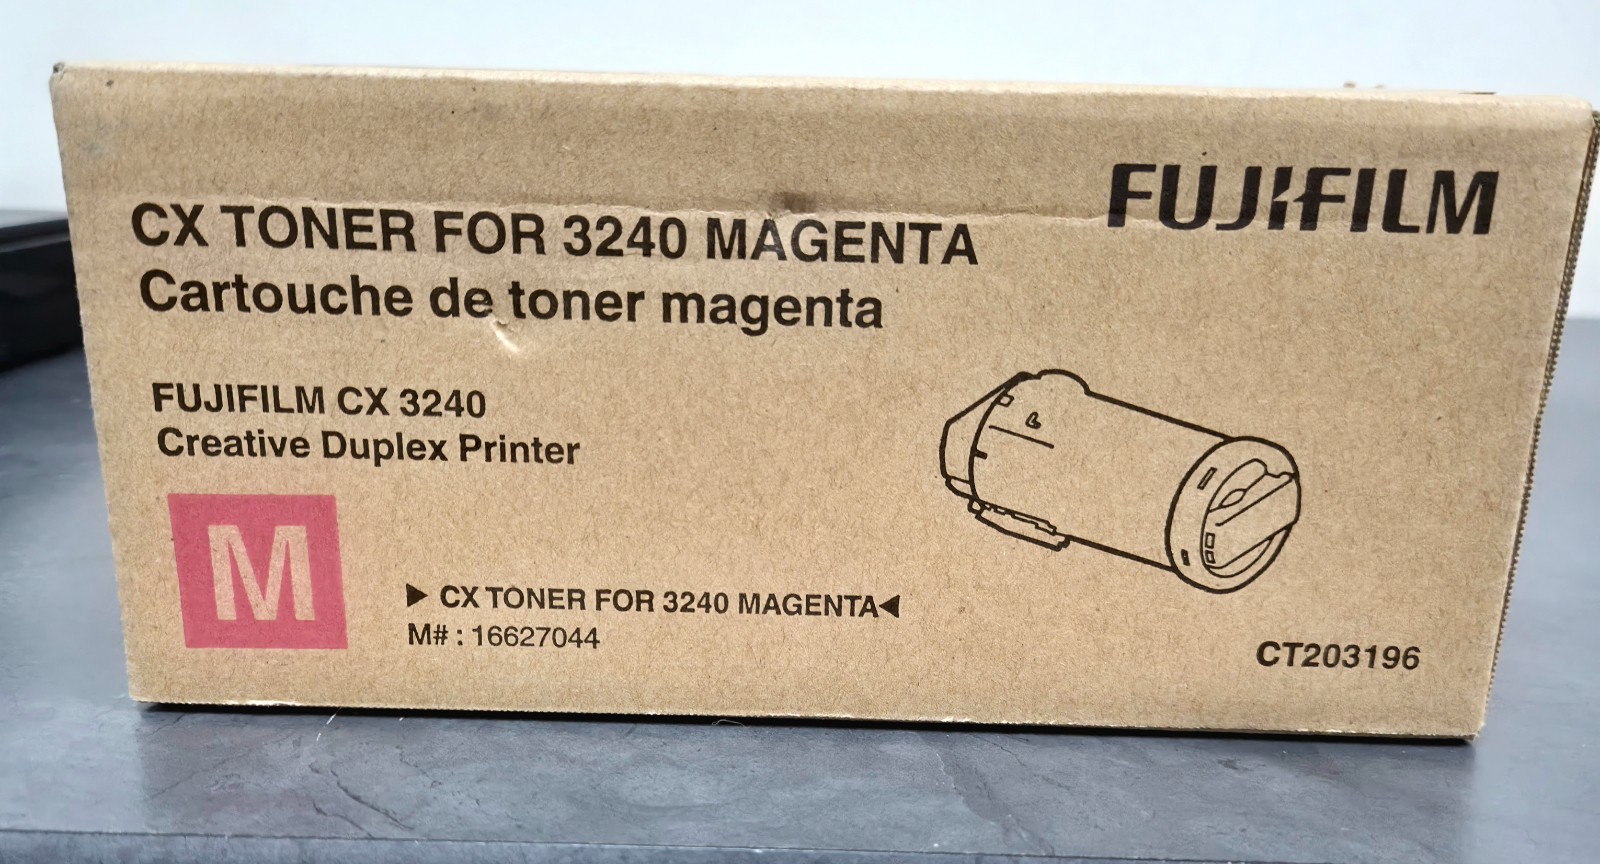 FUJIFILM
CX TONER FOR 3240 MAGENTA
Cartouche de toner magenta
FUJIFILM CX 3240
Creative Duplex Printer
M
▶ CX TONER FOR 3240 MAGENTA◀
M# : 16627044
CT203196